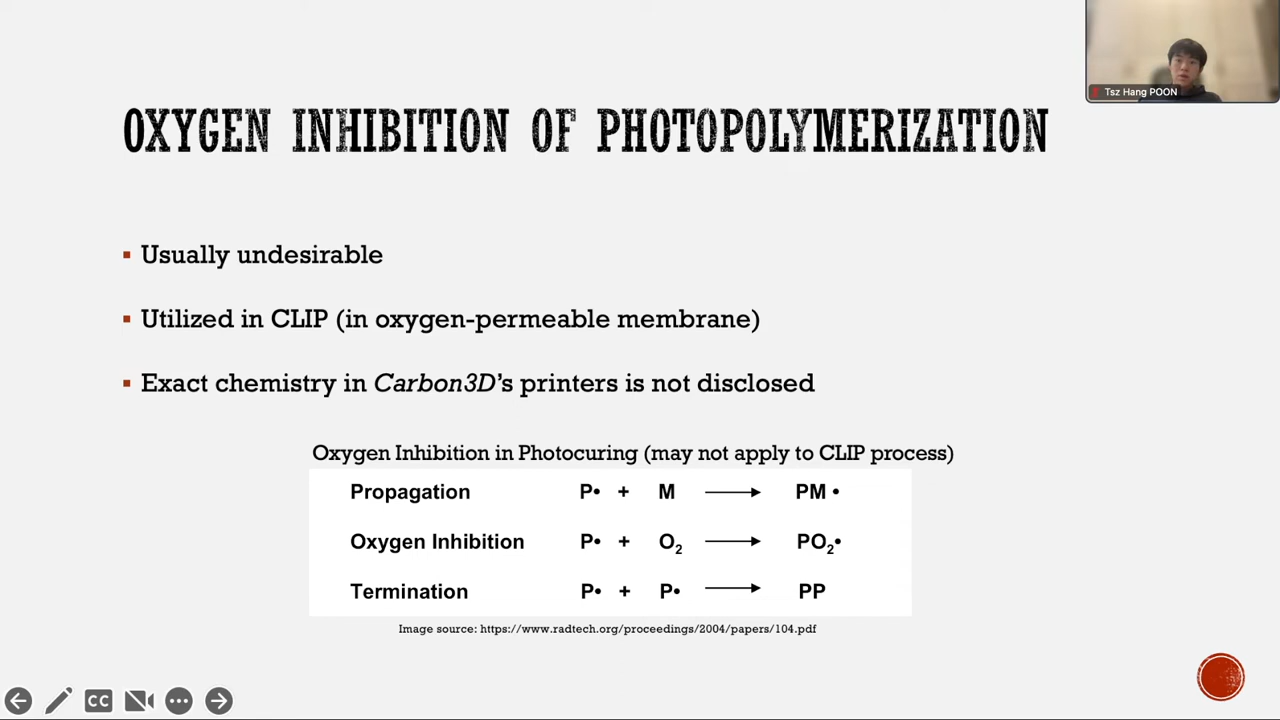 Tsz Hang POON
OXYGEN INHIBITION OF PHOTOPOLYMERIZATION
▪ Usually undesirable
▪ Utilized in CLIP (in oxygen-permeable membrane)
▪ Exact chemistry in Carbon3D's printers is not disclosed
Oxygen Inhibition in Photocuring (may not apply to CLIP process)
Propagation P• + M ⟶ PM •
Oxygen Inhibition P• + O₂ ⟶ PO₂•
Termination P• + P• ⟶ PP
Image source: https://www.radtech.org/proceedings/2004/papers/104.pdf
CC